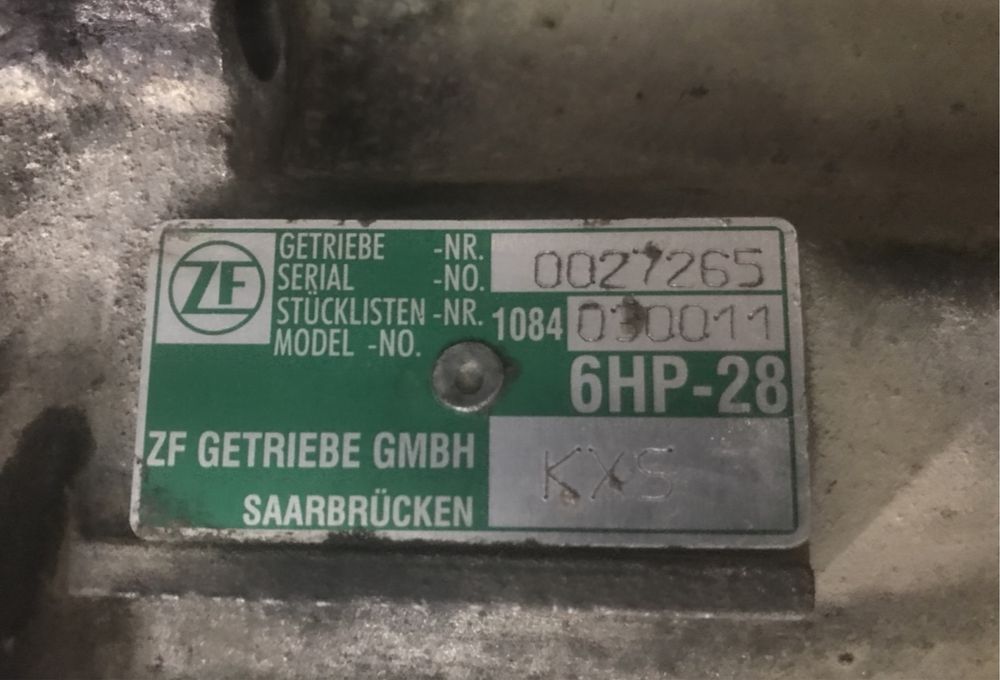 ZF
GETRIEBE -NR. 0027265
SERIAL -NO.
STÜCKLISTEN -NR. 1084 030011
MODEL -NO.
6HP-28
ZF GETRIEBE GMBH KXS
SAARBRÜCKEN